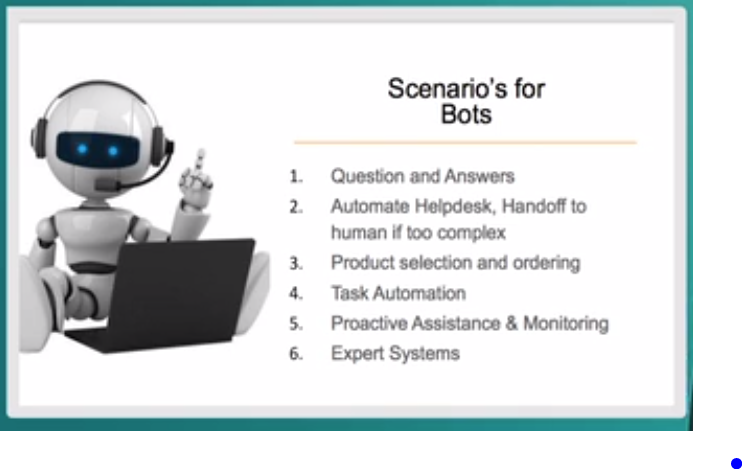 Scenario's for
Bots
1. Question and Answers
2. Automate Helpdesk, Handoff to
human if too complex
3. Product selection and ordering
4. Task Automation
5. Proactive Assistance & Monitoring
6. Expert Systems